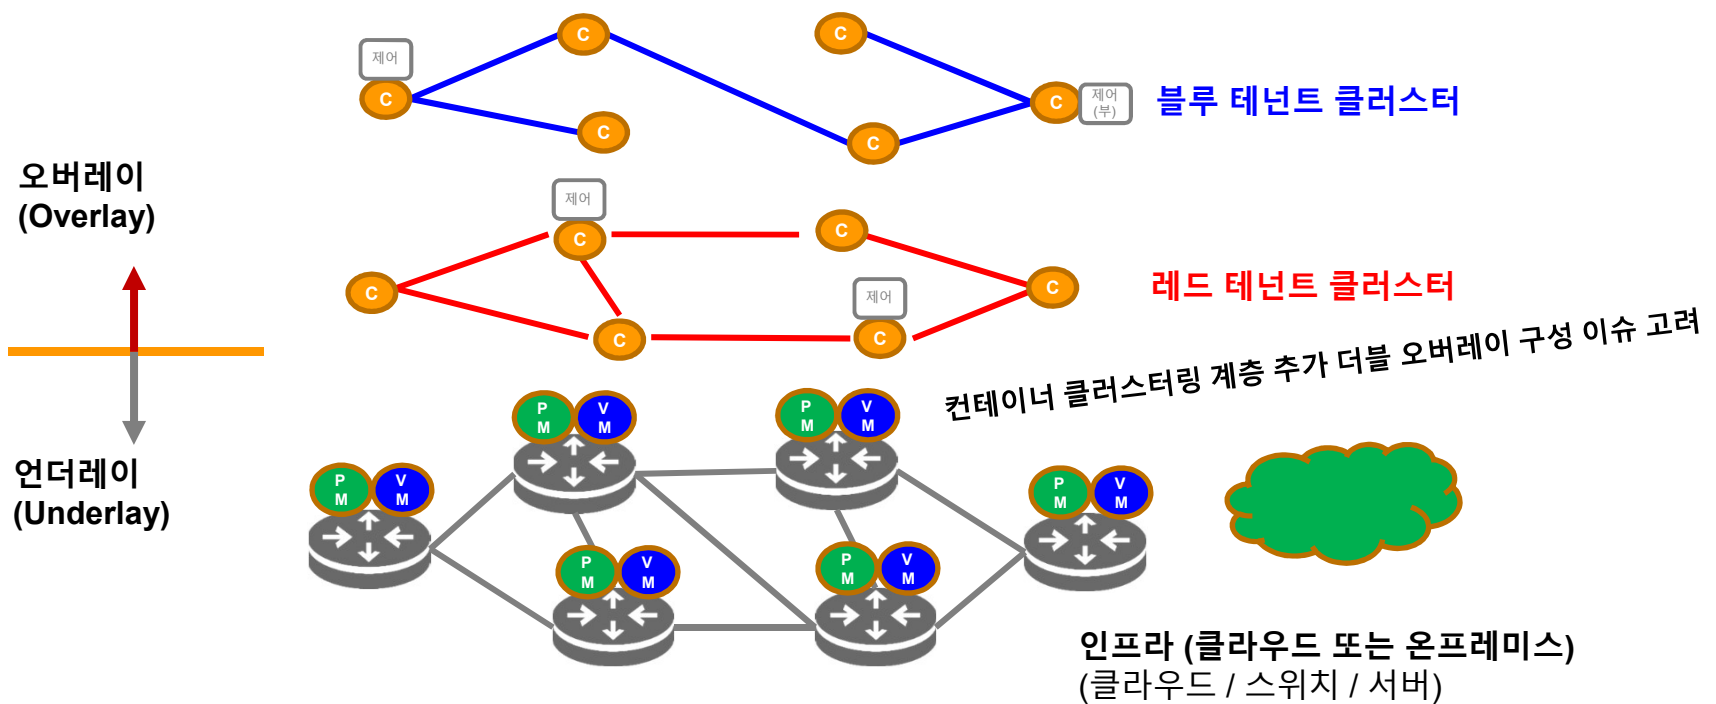 C
C
제어
C
C
제어
(부)
블루 테넌트 클러스터
C
C
오버레이
(Overlay)
제어
C
C
C
C
레드 테넌트 클러스터
제어
C
C
컨테이너 클러스터링 계층 추가 더블 오버레이 구성 이슈 고려
언더레이
(Underlay)
P
M
V
M
P
M
V
M
P
M
V
M
P
M
V
M
P
M
V
M
P
M
V
M
인프라 (클라우드 또는 온프레미스)
(클라우드 / 스위치 / 서버)